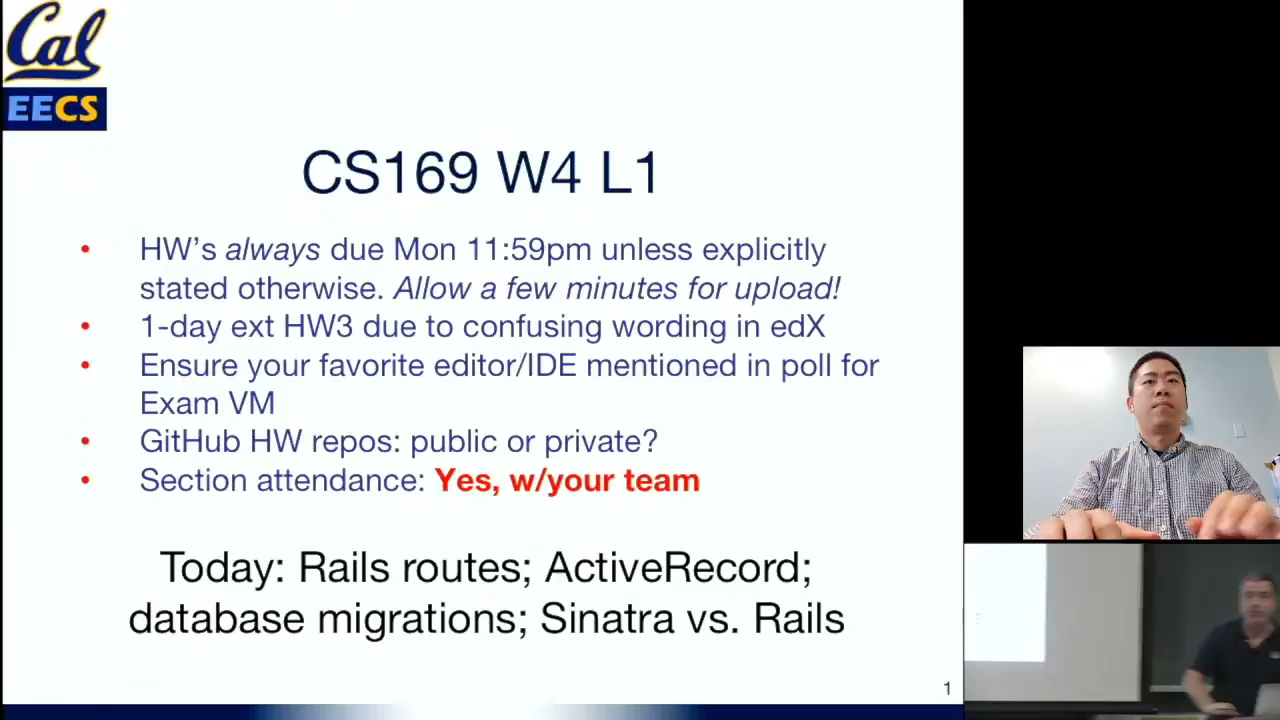 Cal
EECS
CS169 W4 L1
• HW's always due Mon 11:59pm unless explicitly
stated otherwise. Allow a few minutes for upload!
• 1-day ext HW3 due to confusing wording in edX
• Ensure your favorite editor/IDE mentioned in poll for
Exam VM
• GitHub HW repos: public or private?
• Section attendance: Yes, w/your team
Today: Rails routes; ActiveRecord;
database migrations; Sinatra vs. Rails
1